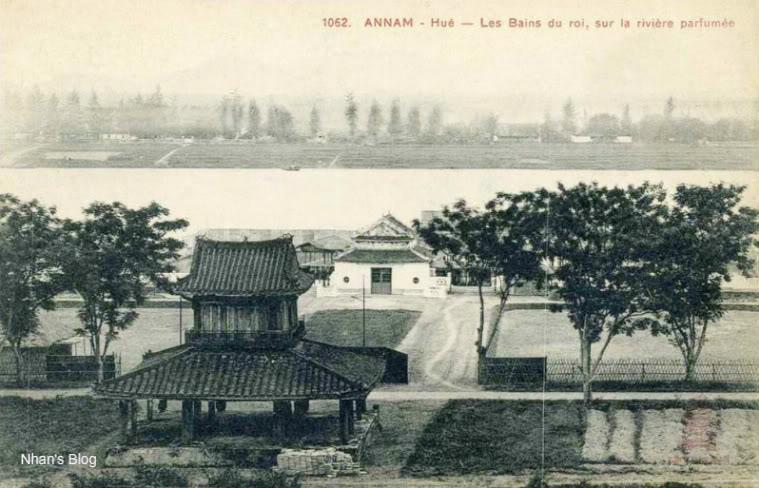 1062. ANNAM - Hué — Les Bains du roi, sur la rivière parfumée
Nhan's Blog